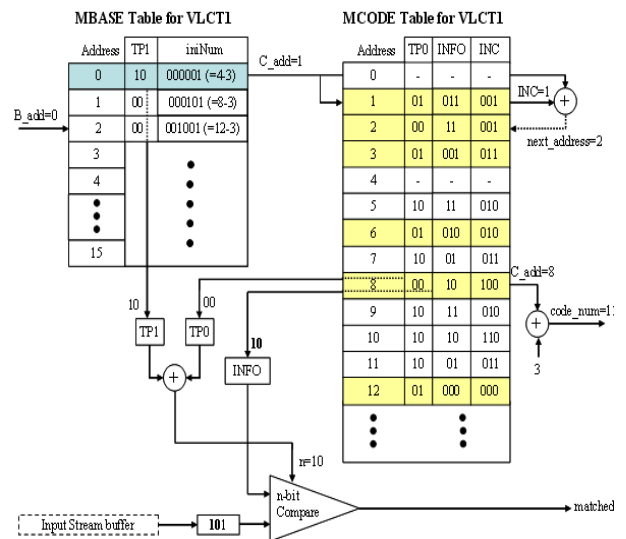 MBASE Table for VLCT1
MCODE Table for VLCT1
Address TP1 iniNum
0 10 000001 (=4-3)
1 00 000101 (=8-3)
2 00 001001 (=12-3)
3
4
15
B_add=0
C_add=1
Address TP0 INFO INC
0 - - -
1 01 011 001
2 00 11 001
3 01 001 011
4 - - -
5 10 11 010
6 01 010 010
7 10 01 011
8 00 10 100
9 10 11 010
10 10 10 110
11 10 01 011
12 01 000 000
INC=1
+
next_address=2
C_add=8
+
code_num=11
3
10
00
TP1
TP0
10
INFO
+
n=10
n-bit
Compare
matched
Input Stream buffer
101